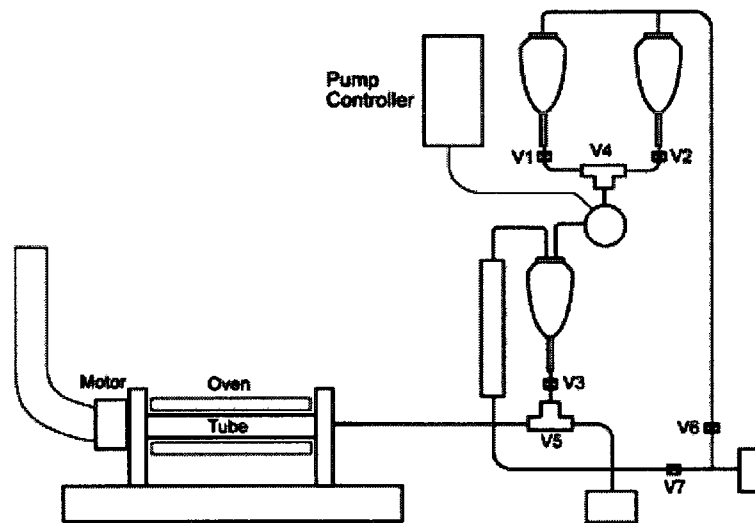 Pump
Controller
V1
V4
V2
V3
Motor
Oven
Tube
V5
V6
V7